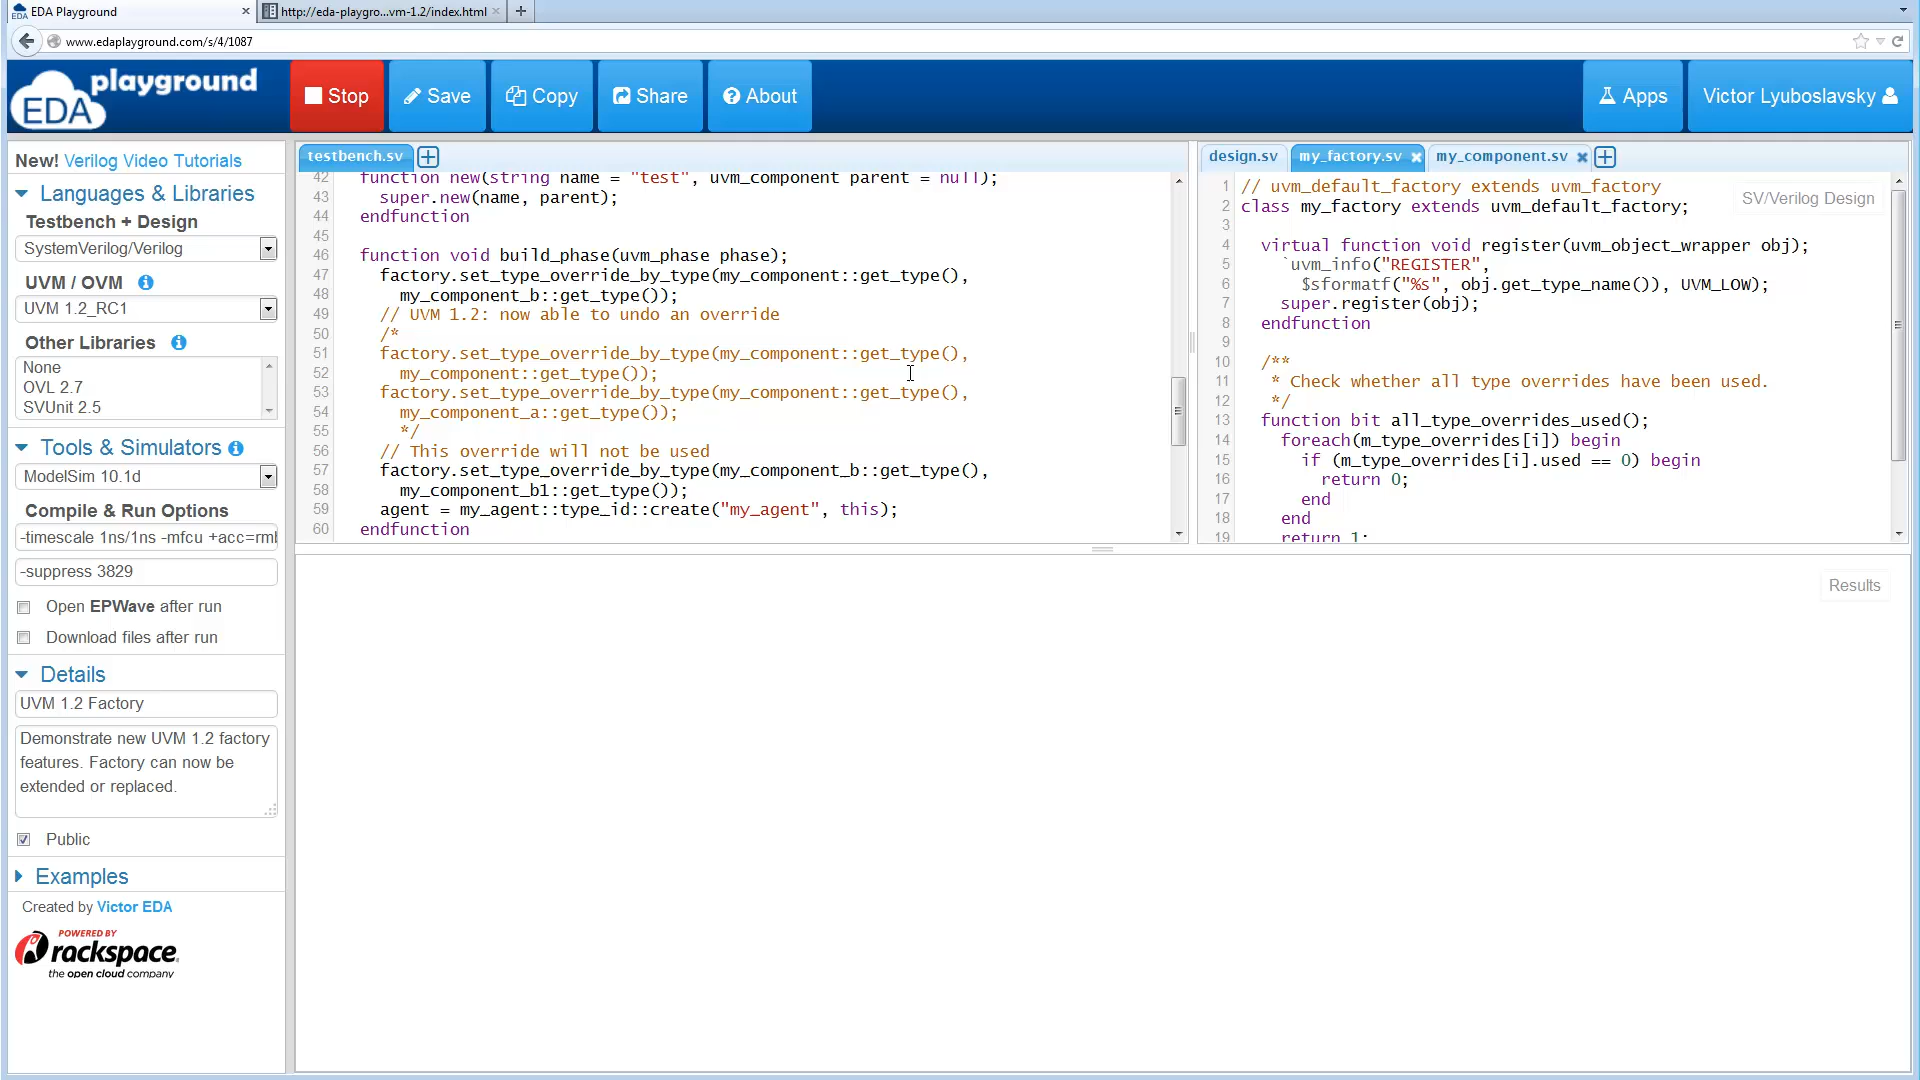 EDA Playground
http://eda-playgro...vm-1.2/index.html
www.edaplayground.com/s/4/1087
EDA playground
Stop
Save
Copy
Share
About
Apps
Victor Lyuboslavsky
New! Verilog Video Tutorials
Languages & Libraries
Testbench + Design
SystemVerilog/Verilog
UVM / OVM
UVM 1.2_RC1
Other Libraries
None
OVL 2.7
SVUnit 2.5
Tools & Simulators
ModelSim 10.1d
Compile & Run Options
-timescale 1ns/1ns -mfcu +acc=rml
-suppress 3829
Open EPWave after run
Download files after run
Details
UVM 1.2 Factory
Demonstrate new UVM 1.2 factory
features. Factory can now be
extended or replaced.
Public
Examples
Created by Victor EDA
POWERED BY
rackspace.
the open cloud company
testbench.sv
42 function new(string name = "test", uvm_component parent = null);
43 super.new(name, parent);
44 endfunction
45
46 function void build_phase(uvm_phase phase);
47 factory.set_type_override_by_type(my_component::get_type(),
48 my_component_b::get_type());
49 // UVM 1.2: now able to undo an override
50 /*
51 factory.set_type_override_by_type(my_component::get_type(),
52 my_component::get_type());
53 factory.set_type_override_by_type(my_component::get_type(),
54 my_component_a::get_type());
55 */
56 // This override will not be used
57 factory.set_type_override_by_type(my_component_b::get_type(),
58 my_component_b1::get_type());
59 agent = my_agent::type_id::create("my_agent", this);
60 endfunction
design.sv
my_factory.sv
my_component.sv
SV/Verilog Design
1 // uvm_default_factory extends uvm_factory
2 class my_factory extends uvm_default_factory;
3
4 virtual function void register(uvm_object_wrapper obj);
5 `uvm_info("REGISTER",
6 $sformatf("%s", obj.get_type_name()), UVM_LOW);
7 super.register(obj);
8 endfunction
9
10 /**
11 * Check whether all type overrides have been used.
12 */
13 function bit all_type_overrides_used();
14 foreach(m_type_overrides[i]) begin
15 if (m_type_overrides[i].used == 0) begin
16 return 0;
17 end
18 end
19 return 1;
Results